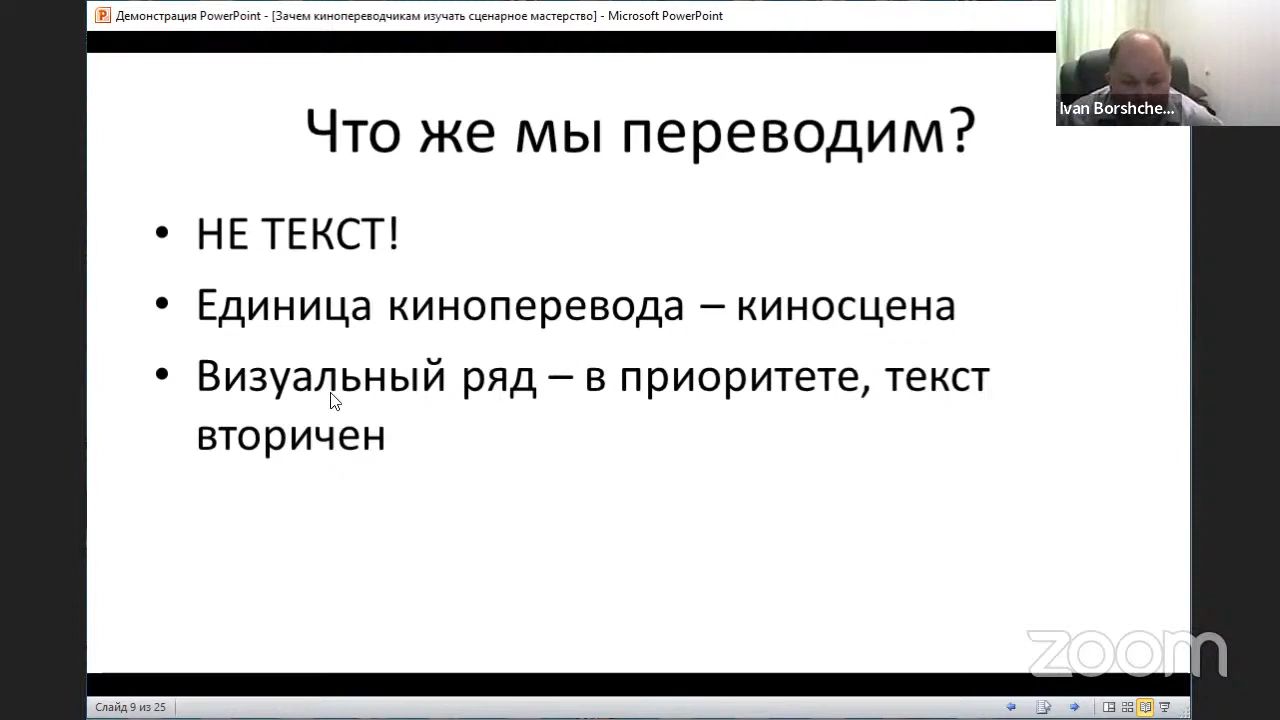 Демонстрация PowerPoint - [Зачем кинопереводчикам изучать сценарное мастерство] - Microsoft PowerPoint
Ivan Borshche...
Что же мы переводим?
• НЕ ТЕКСТ!
• Единица киноперевода – киносцена
• Визуальный ряд – в приоритете, текст
вторичен
zoom
Слайд 9 из 25